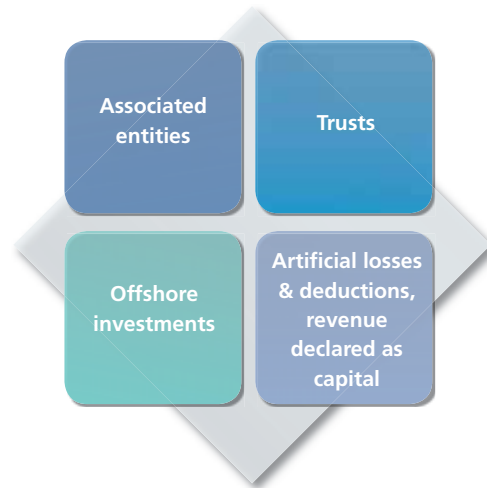 Associated
entities
Trusts
Offshore
investments
Artificial losses
& deductions,
revenue
declared as
capital